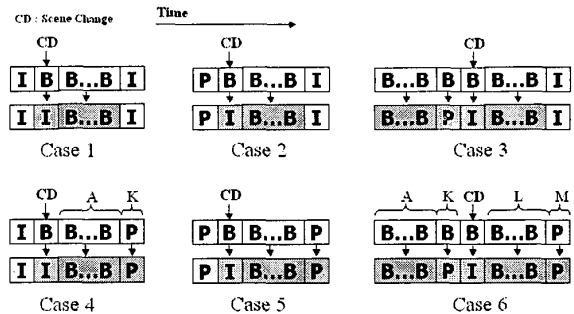 CD : Scene Change
Time
CD CD CD
I B B...B I P B B...B I B...B B B B...B I
I I B...B I P I B...B I B...B P I B...B I
Case 1 Case 2 Case 3
CD A K CD A K CD L M
I B B...B P P B B...B P B...B B B B...B P
I I B...B P P I B...B P B...B P I B...B P
Case 4 Case 5 Case 6